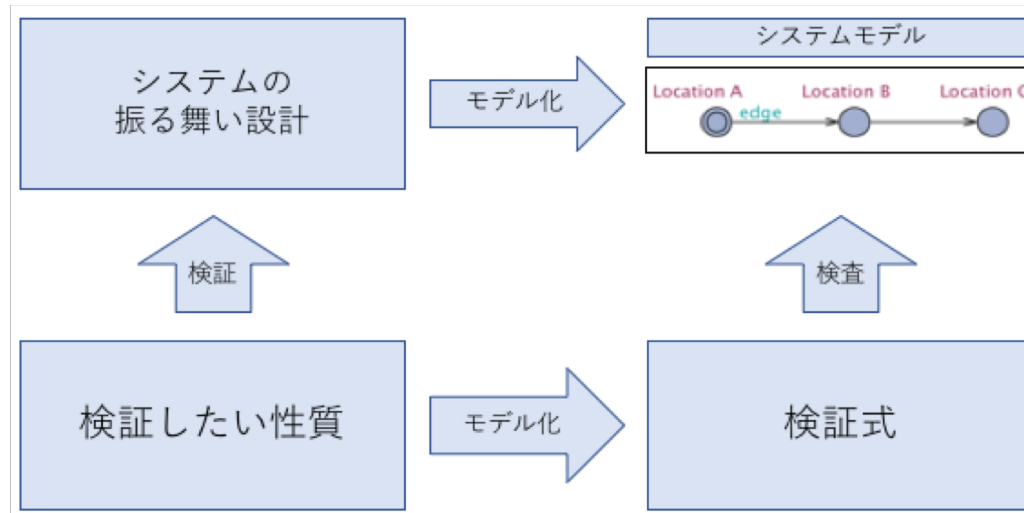 システムの
振る舞い設計
モデル化
システムモデル
Location A
Location B
Location C
edge
検証
検査
検証したい性質
モデル化
検証式